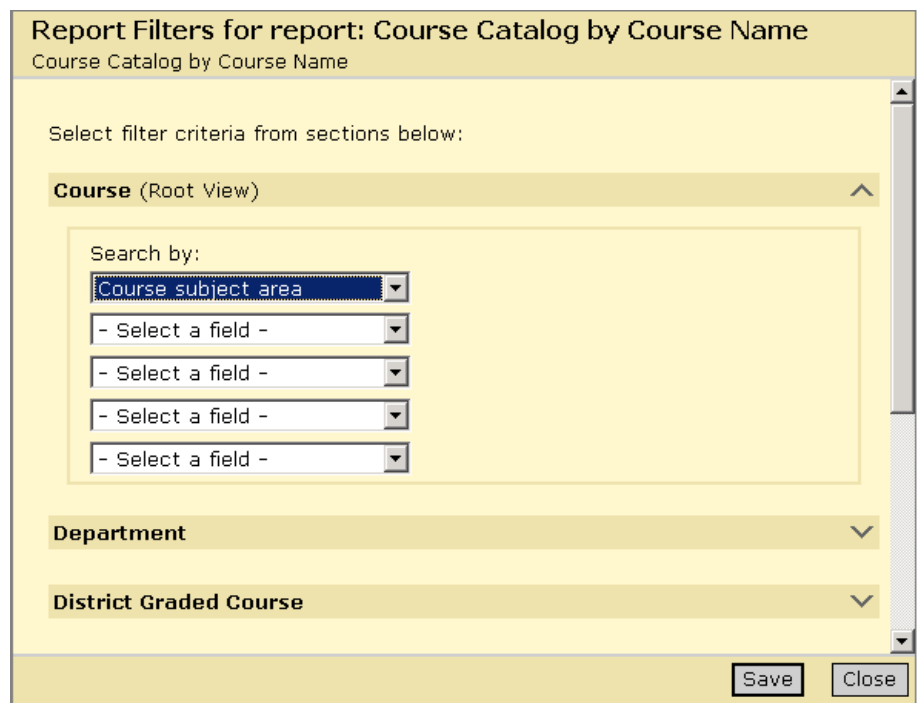 Report Filters for report: Course Catalog by Course Name
Course Catalog by Course Name
Select filter criteria from sections below:
Course (Root View)
Search by:
Course subject area
- Select a field -
- Select a field -
- Select a field -
- Select a field -
Department
District Graded Course
Save Close